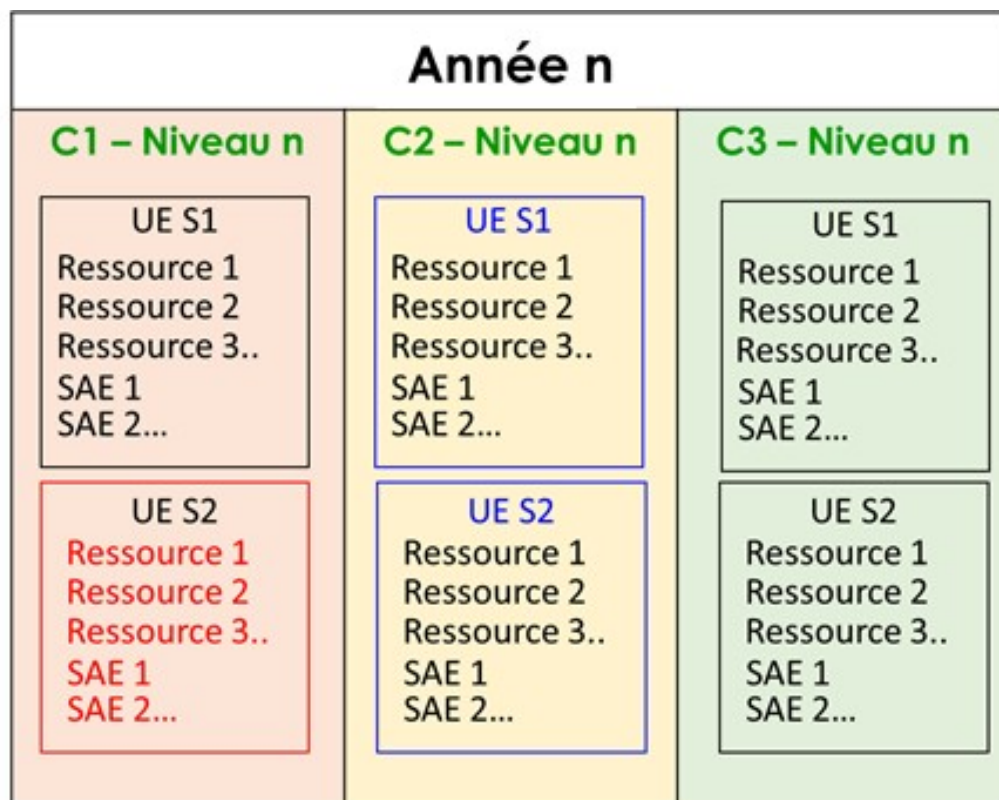 Année n
C1 – Niveau n
UE S1
Ressource 1
Ressource 2
Ressource 3..
SAE 1
SAE 2...
UE S2
Ressource 1
Ressource 2
Ressource 3..
SAE 1
SAE 2...
C2 – Niveau n
UE S1
Ressource 1
Ressource 2
Ressource 3..
SAE 1
SAE 2...
UE S2
Ressource 1
Ressource 2
Ressource 3..
SAE 1
SAE 2...
C3 – Niveau n
UE S1
Ressource 1
Ressource 2
Ressource 3..
SAE 1
SAE 2...
UE S2
Ressource 1
Ressource 2
Ressource 3..
SAE 1
SAE 2...